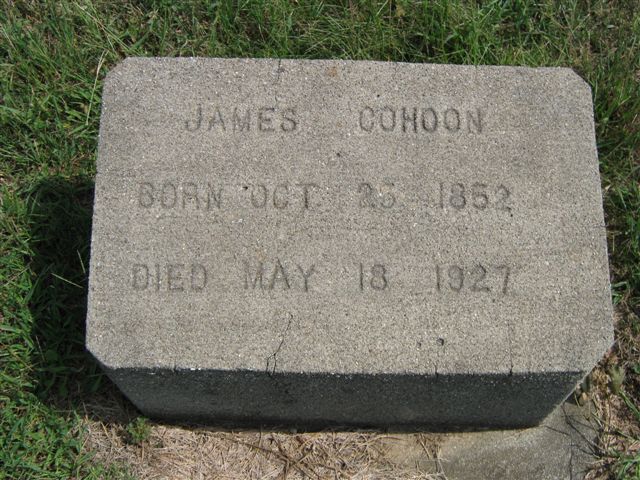 JAMES COHOON
BORN OCT 25 1852
DIED MAY 18 1927